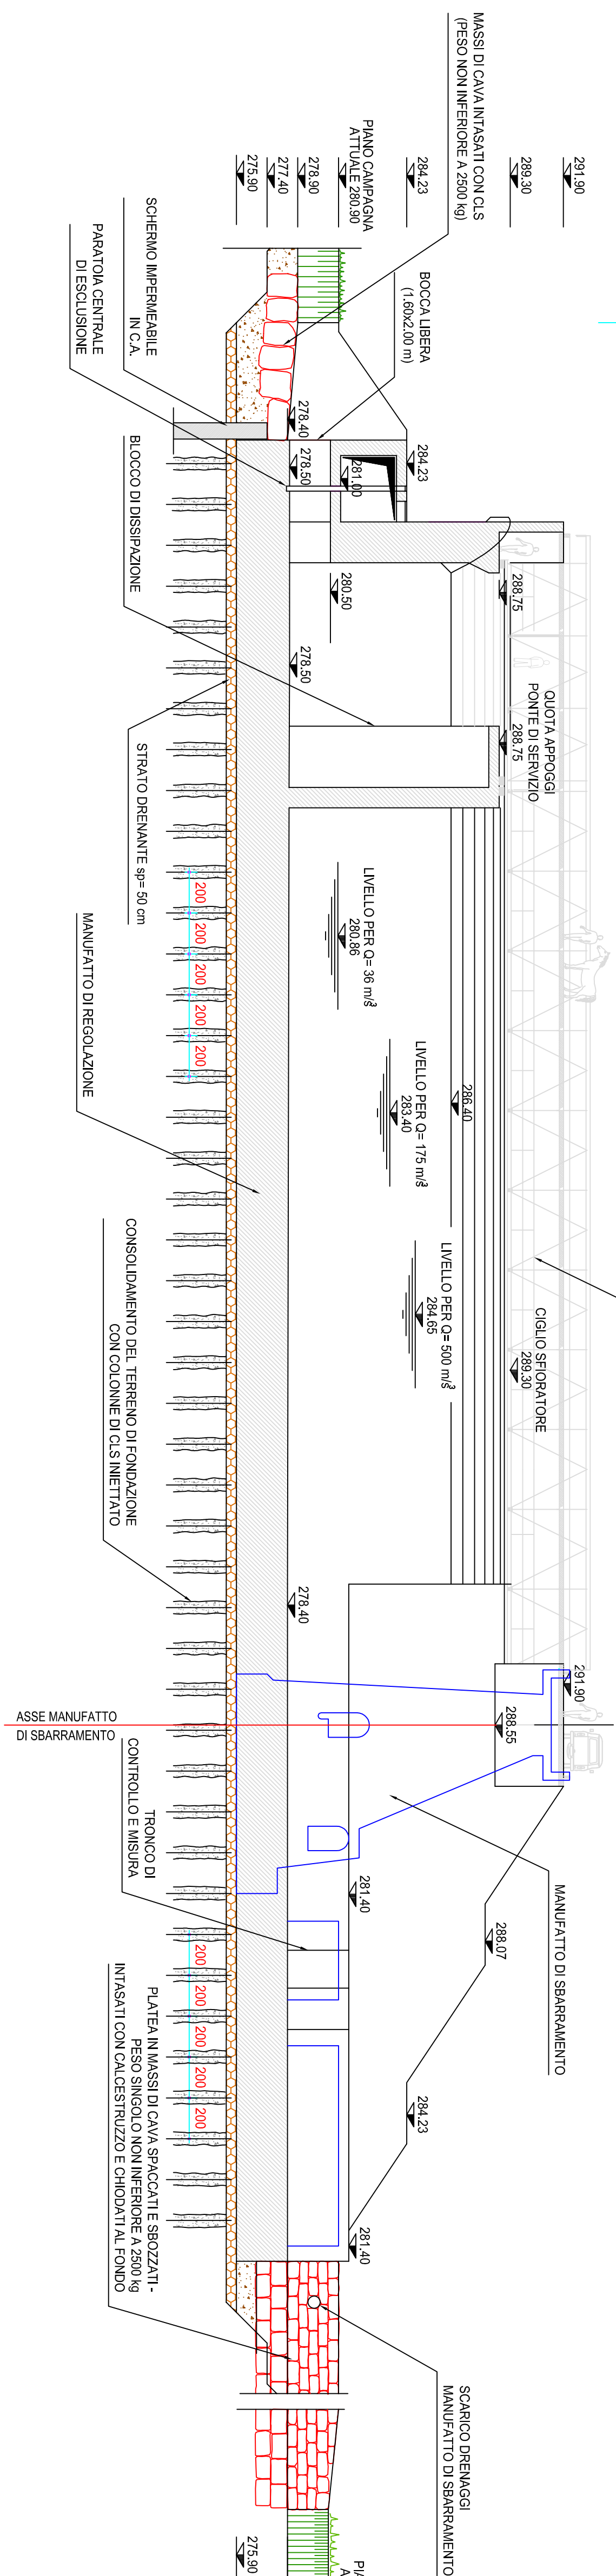 MASSI DI CAVA INTASATI CON CLS
(PESO NON INFERIORE A 2500 kg)
291.90
289.30
284.23
PIANO CAMPAGNA
ATTUALE 280.90
278.90
277.40
275.90
BOCCA LIBERA
(1.60x2.00 m)
SCHERMO IMPERMEABILE
IN C.A.
PARATOIA CENTRALE
DI ESCLUSIONE
284.23
281.00
278.40
278.50
BLOCCO DI DISSIPAZIONE
288.75
280.50
278.50
QUOTA APPOGGI
PONTE DI SERVIZIO
288.75
STRATO DRENANTE sp= 50 cm
200
200
200
200
200
MANUFATTO DI REGOLAZIONE
LIVELLO PER Q= 36 m/s³
280.86
LIVELLO PER Q= 175 m/s³
283.40
286.40
LIVELLO PER Q= 500 m/s³
284.65
CIGLIO SFIORATORE
289.30
CONSOLIDAMENTO DEL TERRENO DI FONDAZIONE
CON COLONNE DI CLS INIETTATO
278.40
291.90
288.55
ASSE MANUFATTO
DI SBARRAMENTO
TRONCO DI
CONTROLLO E MISURA
MANUFATTO DI SBARRAMENTO
281.40
288.07
284.23
281.40
200
200
200
200
200
PLATEA IN MASSI DI CAVA SPACCATI E SBOZZATI -
PESO SINGOLO NON INFERIORE A 2500 kg
INTASATI CON CALCESTRUZZO E CHIODATI AL FONDO
SCARICO DRENAGGI
MANUFATTO DI SBARRAMENTO
275.90